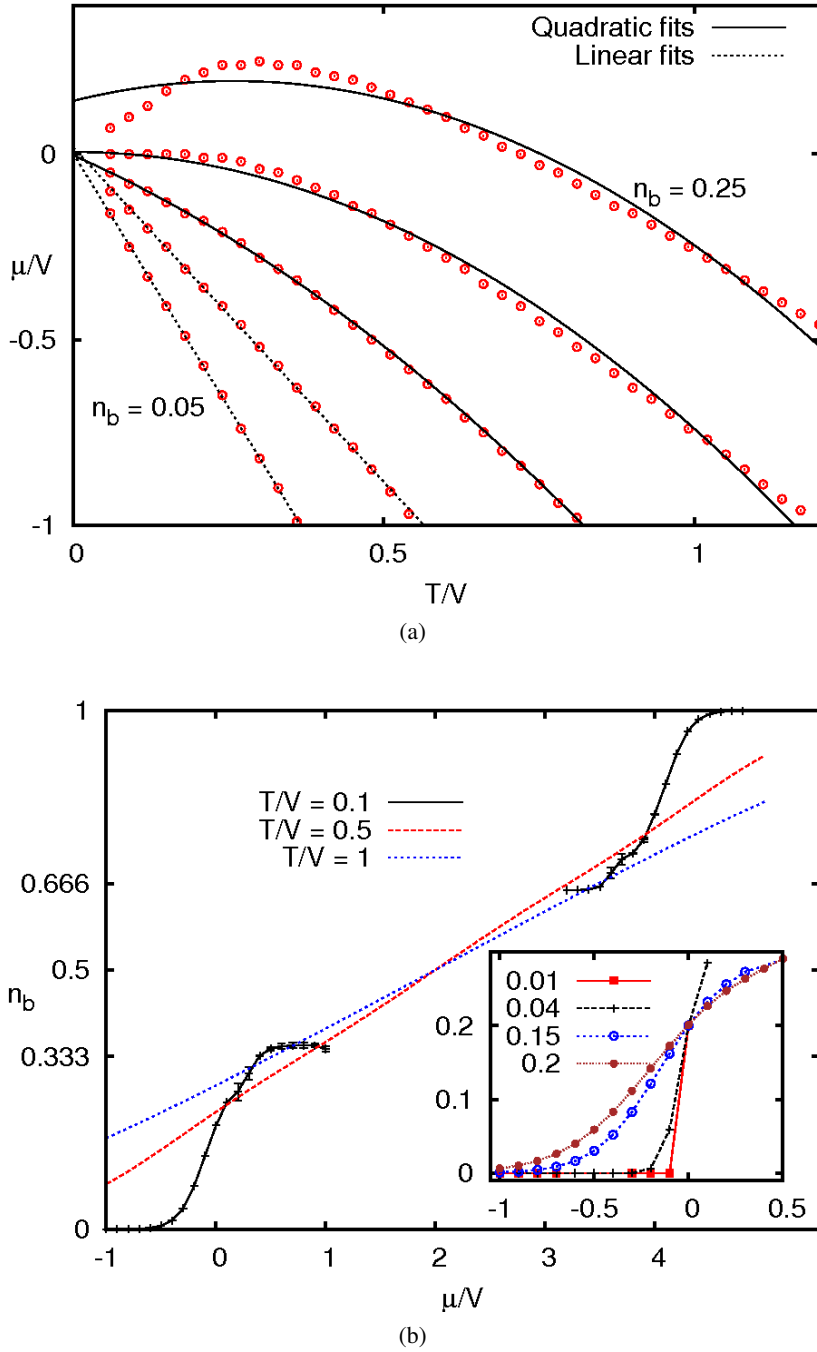 Quadratic fits
Linear fits
0
n_b = 0.25
μ/V
-0.5
n_b = 0.05
-1
0
0.5
1
T/V
(a)
1
T/V = 0.1
T/V = 0.5
T/V = 1
0.666
0.5
n_b
0.333
0
0.01
0.04
0.15
0.2
0.2
0.1
0
-1
-0.5
0
0.5
-1
0
1
2
3
4
μ/V
(b)